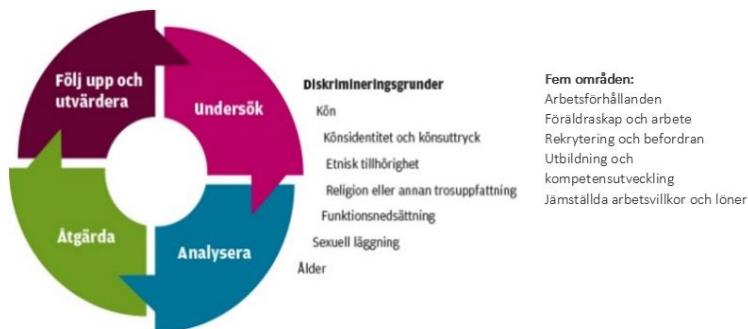 Följ upp och
utvärdera
Undersök
Åtgärda
Analysera
Diskrimineringsgrunder
Kön
Könsidentitet och könsuttryck
Etnisk tillhörighet
Religion eller annan trosuppfattning
Funktionsnedsättning
Sexuell läggning
Ålder
Fem områden:
Arbetsförhållanden
Föräldraskap och arbete
Rekrytering och befordran
Utbildning och
kompetensutveckling
Jämställda arbetsvillkor och löner